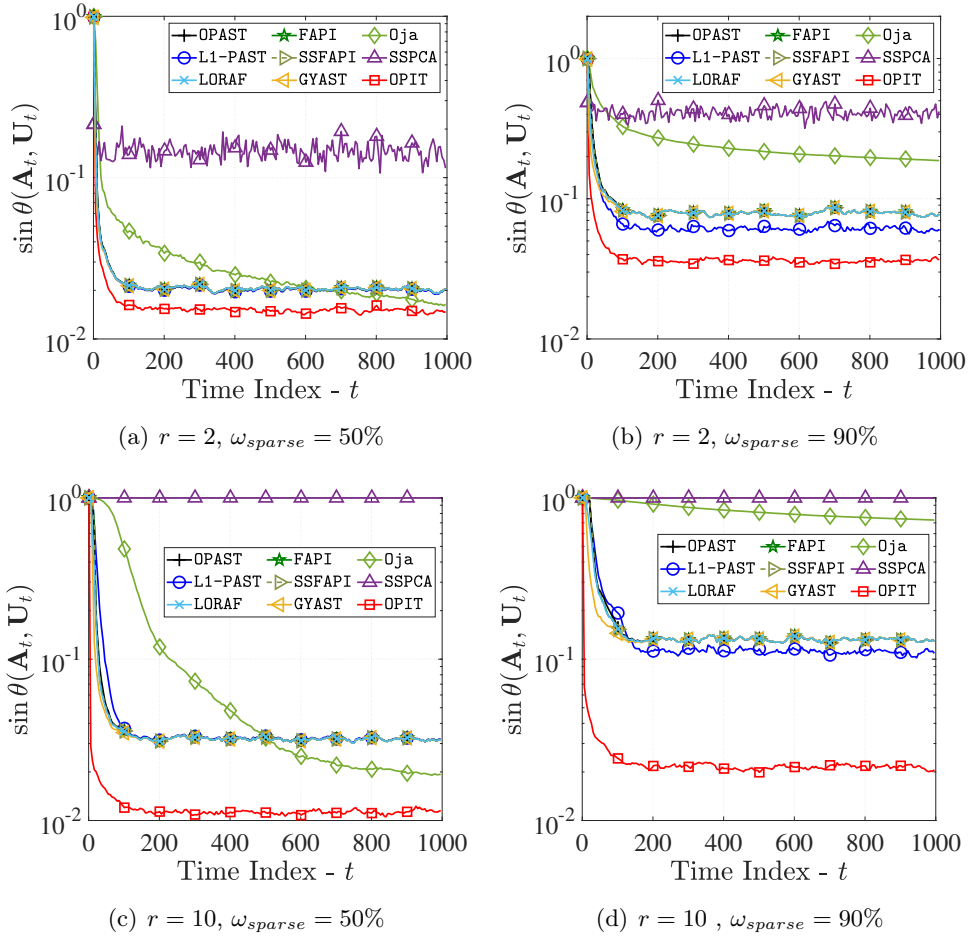 10^0
10^-1
10^-2
sin θ(A_t, U_t)
OPAST FAPI Oja
L1-PAST SSFAPI SSPCA
LORAF GYAST OPIT
0 200 400 600 800 1000
Time Index - t
(a) r = 2, ω_sparse = 50%
10^0
10^-1
10^-2
sin θ(A_t, U_t)
OPAST FAPI Oja
L1-PAST SSFAPI SSPCA
LORAF GYAST OPIT
0 200 400 600 800 1000
Time Index - t
(b) r = 2, ω_sparse = 90%
10^0
10^-1
10^-2
sin θ(A_t, U_t)
OPAST FAPI Oja
L1-PAST SSFAPI SSPCA
LORAF GYAST OPIT
0 200 400 600 800 1000
Time Index - t
(c) r = 10, ω_sparse = 50%
10^0
10^-1
10^-2
sin θ(A_t, U_t)
OPAST FAPI Oja
L1-PAST SSFAPI SSPCA
LORAF GYAST OPIT
0 200 400 600 800 1000
Time Index - t
(d) r = 10 , ω_sparse = 90%